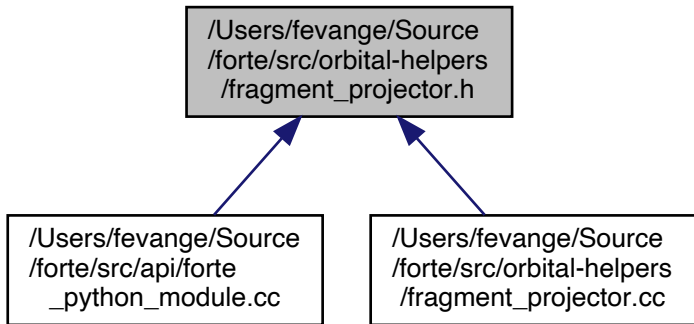 /Users/fevange/Source
/forte/src/orbital-helpers
/fragment_projector.h
/Users/fevange/Source
/forte/src/api/forte
_python_module.cc
/Users/fevange/Source
/forte/src/orbital-helpers
/fragment_projector.cc